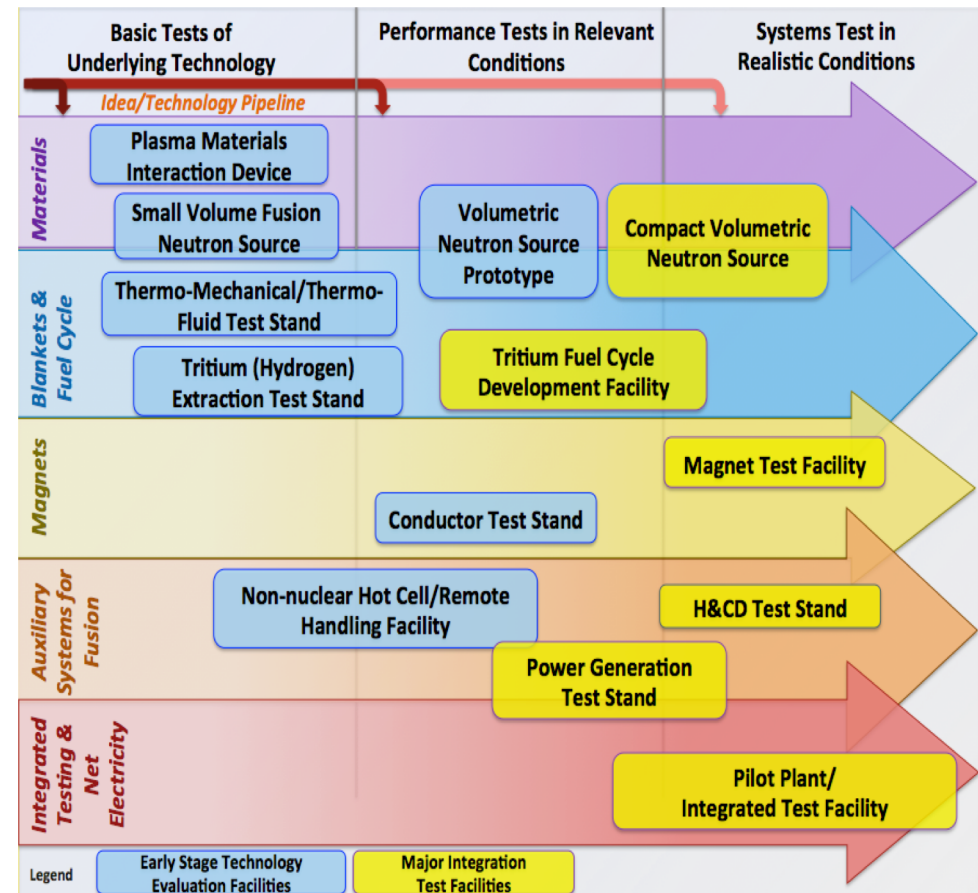 Basic Tests of
Underlying Technology
Performance Tests in Relevant
Conditions
Systems Test in
Realistic Conditions
Idea/Technology Pipeline
Materials
Plasma Materials
Interaction Device
Small Volume Fusion
Neutron Source
Volumetric
Neutron Source
Prototype
Compact Volumetric
Neutron Source
Blankets &
Fuel Cycle
Thermo-Mechanical/Thermo-
Fluid Test Stand
Tritium (Hydrogen)
Extraction Test Stand
Tritium Fuel Cycle
Development Facility
Magnets
Magnet Test Facility
Conductor Test Stand
Auxiliary
Systems for
Fusion
Non-nuclear Hot Cell/Remote
Handling Facility
H&CD Test Stand
Power Generation
Test Stand
Integrated
Testing &
Net
Electricity
Pilot Plant/
Integrated Test Facility
Legend
Early Stage Technology
Evaluation Facilities
Major Integration
Test Facilities